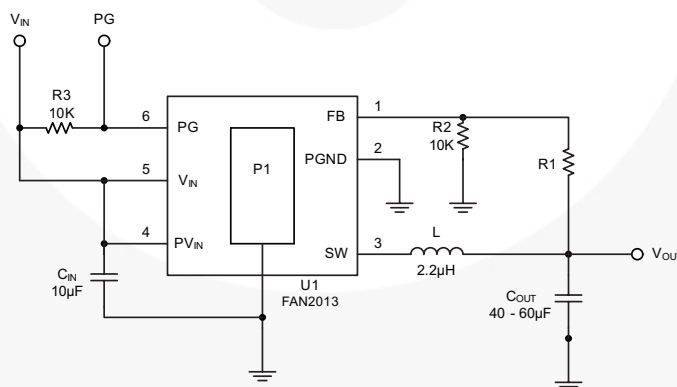 VIN PG
R3
10K
6 PG
5 VIN
4 PVIN
CIN
10µF
P1
FB 1
PGND 2
SW 3
U1
FAN2013
R2
10K
R1
L
2.2µH
VOU
COUT
40 - 60µF